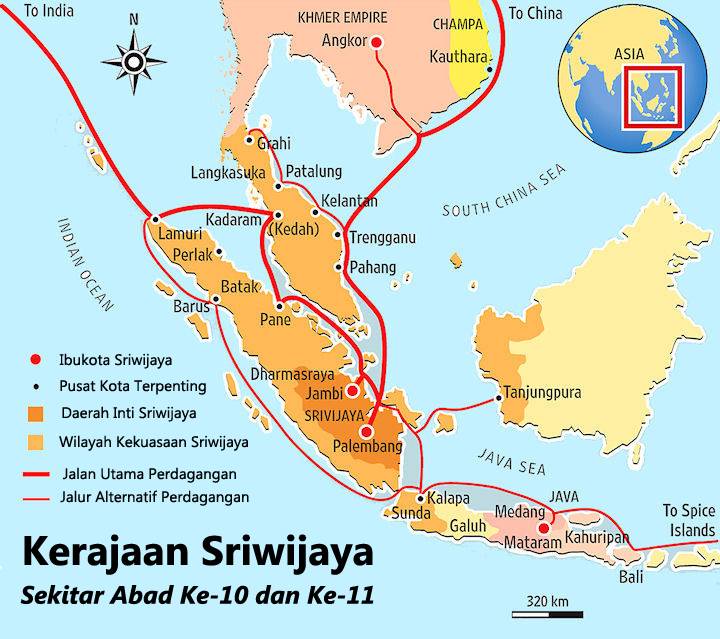 To India
KHMER EMPIRE
Angkor
CHAMPA
Kauthara
To China
ASIA
Grahi
Langkasuka
Patalung
Kelantan
Kadaram
(Kedah)
Trengganu
Pahang
SOUTH CHINA SEA
INDIAN OCEAN
Lamuri
Perlak
Batak
Barus
Pane
Dharmasraya
Jambi
SRIVIJAYA
Palembang
Tanjungpura
Ibukota Sriwijaya
Pusat Kota Terpenting
Daerah Inti Sriwijaya
Wilayah Kekuasaan Sriwijaya
Jalan Utama Perdagangan
Jalur Alternatif Perdagangan
JAVA SEA
Kalapa
Sunda
Galuh
Medang
JAVA
Mataram
Kahuripan
Bali
To Spice
Islands
Kerajaan Sriwijaya
Sekitar Abad Ke-10 dan Ke-11
320 km